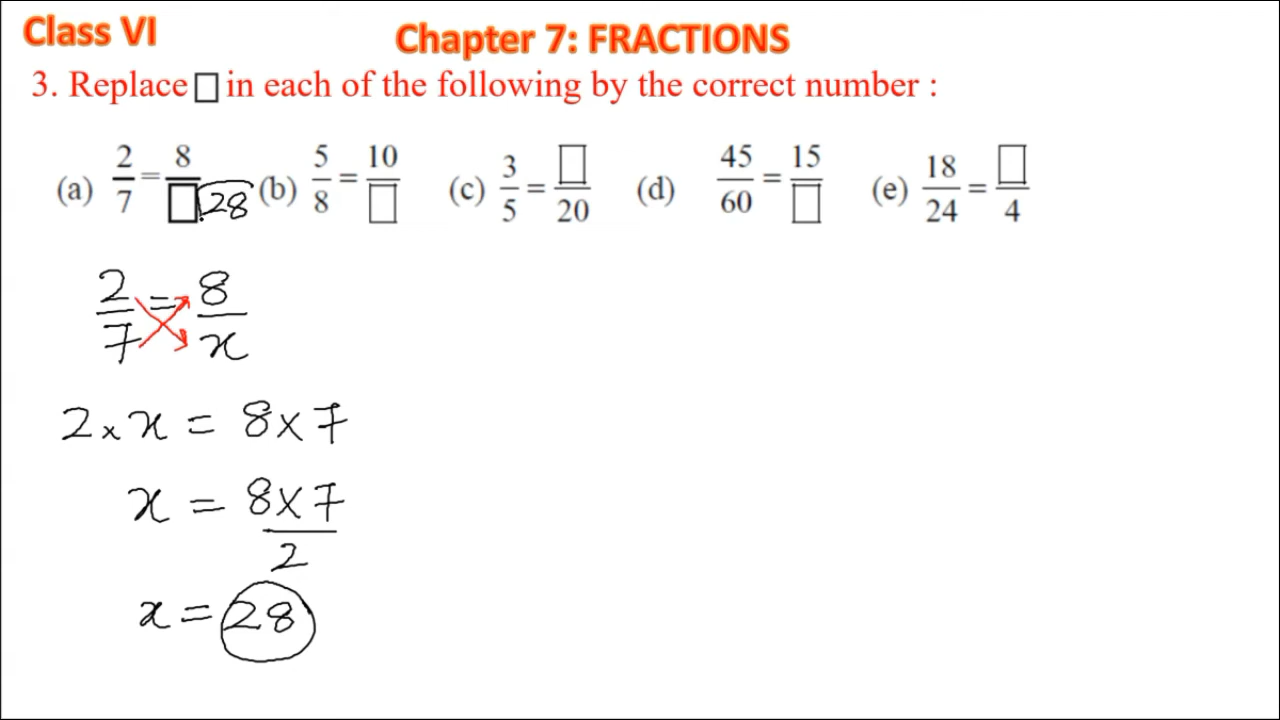 Class VI
Chapter 7: FRACTIONS
3. Replace □ in each of the following by the correct number :
(a) 2/7 = 8/□ 28 (b) 5/8 = 10/□ (c) 3/5 = □/20 (d) 45/60 = 15/□ (e) 18/24 = □/4
2/7 = 8/x
2 × x = 8 × 7
x = 8 × 7/2
x = 28